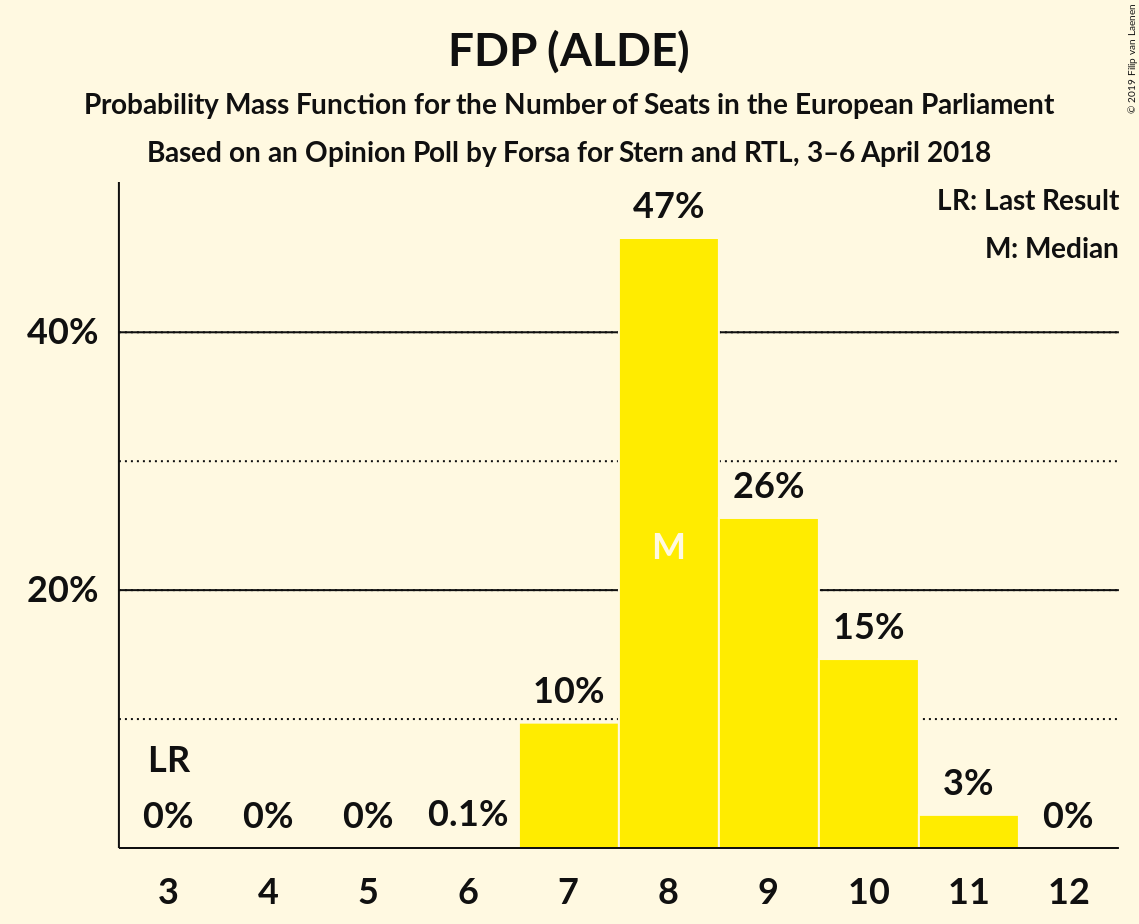 FDP (ALDE)
Probability Mass Function for the Number of Seats in the European Parliament
Based on an Opinion Poll by Forsa for Stern and RTL, 3–6 April 2018
© 2019 Filip van Laenen
LR: Last Result
M: Median
40%
20%
LR
0%
0%
0%
0.1%
10%
47%
M
26%
15%
3%
0%
3 4 5 6 7 8 9 10 11 12